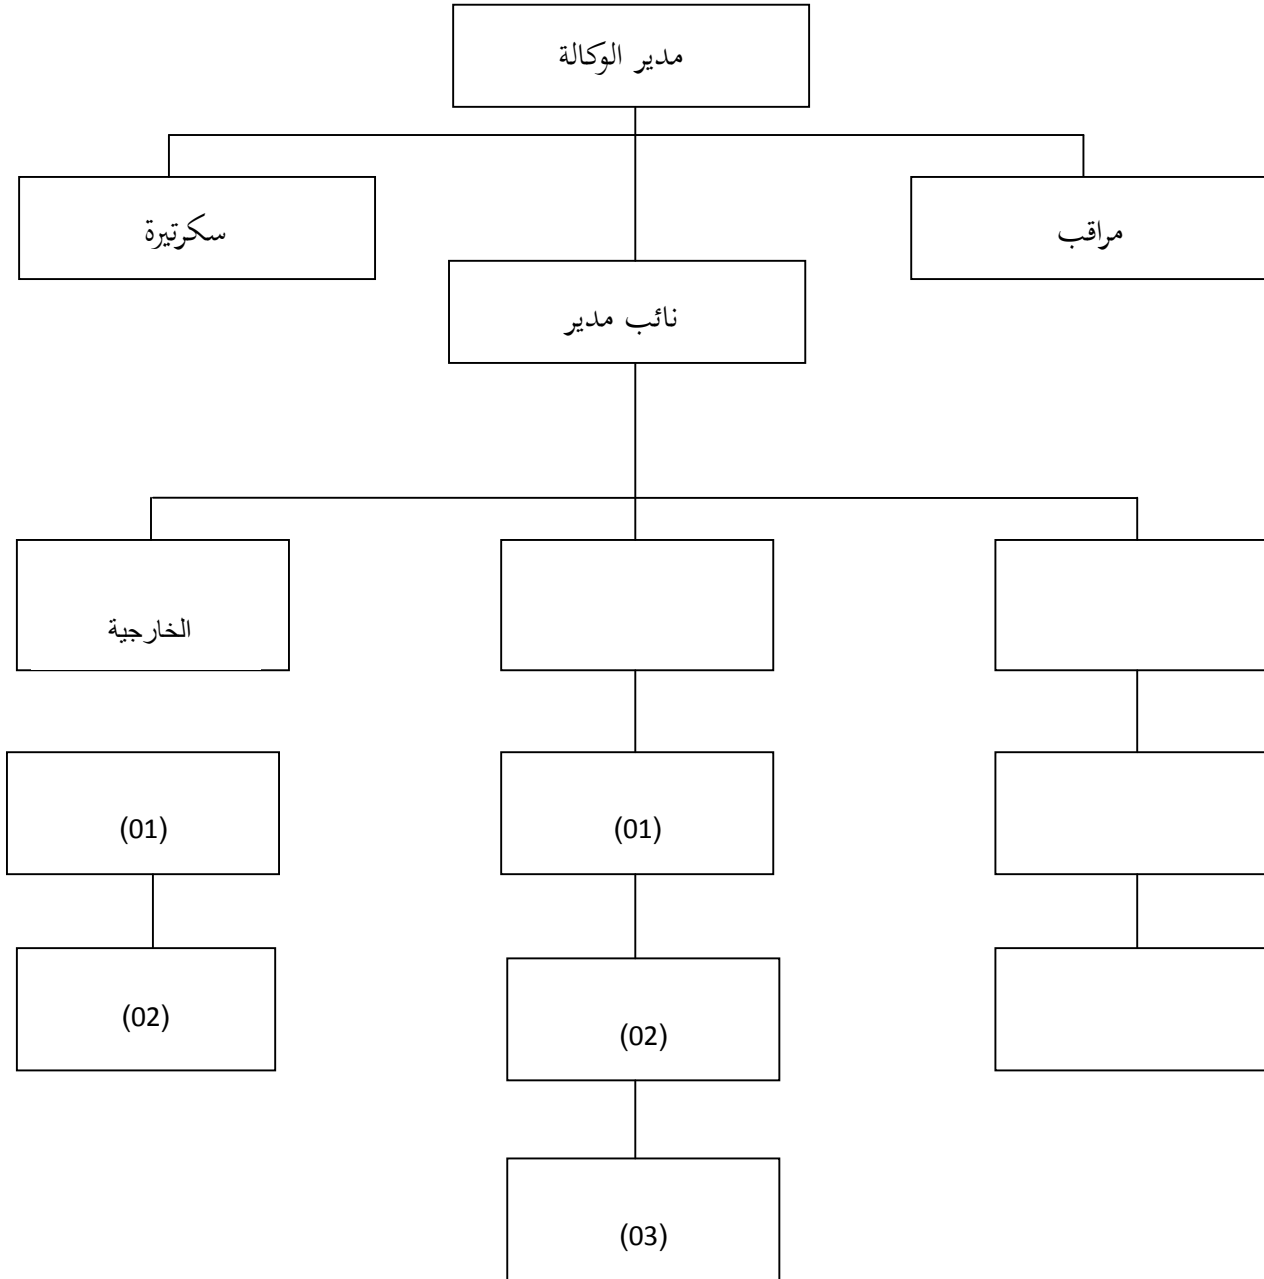 مدير الوكالة
مراقب
سكرتيرة
نائب مدير
الخارجية
(01)
(01)
(02)
(02)
(03)